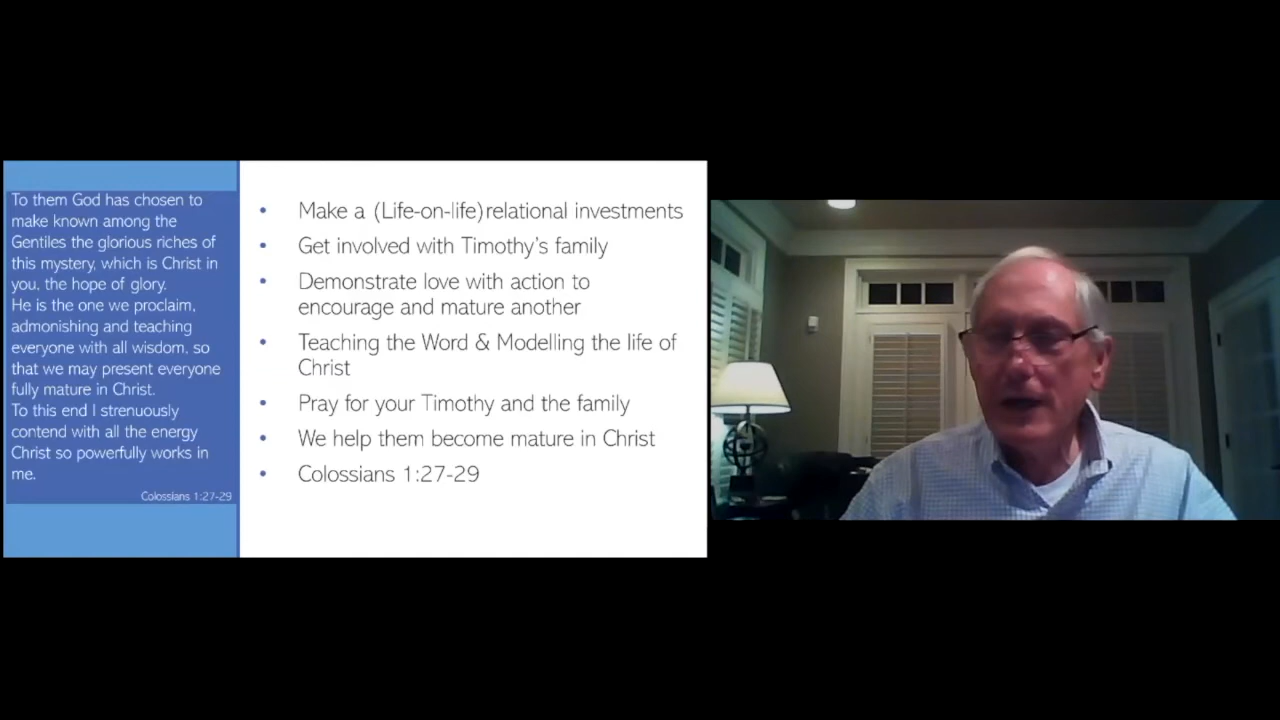 To them God has chosen to
make known among the
Gentiles the glorious riches of
this mystery, which is Christ in
you, the hope of glory.
He is the one we proclaim,
admonishing and teaching
everyone with all wisdom, so
that we may present everyone
fully mature in Christ.
To this end I strenuously
contend with all the energy
Christ so powerfully works in
me.
Colossians 1:27-29
• Make a (Life-on-life) relational investments
• Get involved with Timothy's family
• Demonstrate love with action to
encourage and mature another
• Teaching the Word & Modelling the life of
Christ
• Pray for your Timothy and the family
• We help them become mature in Christ
• Colossians 1:27-29